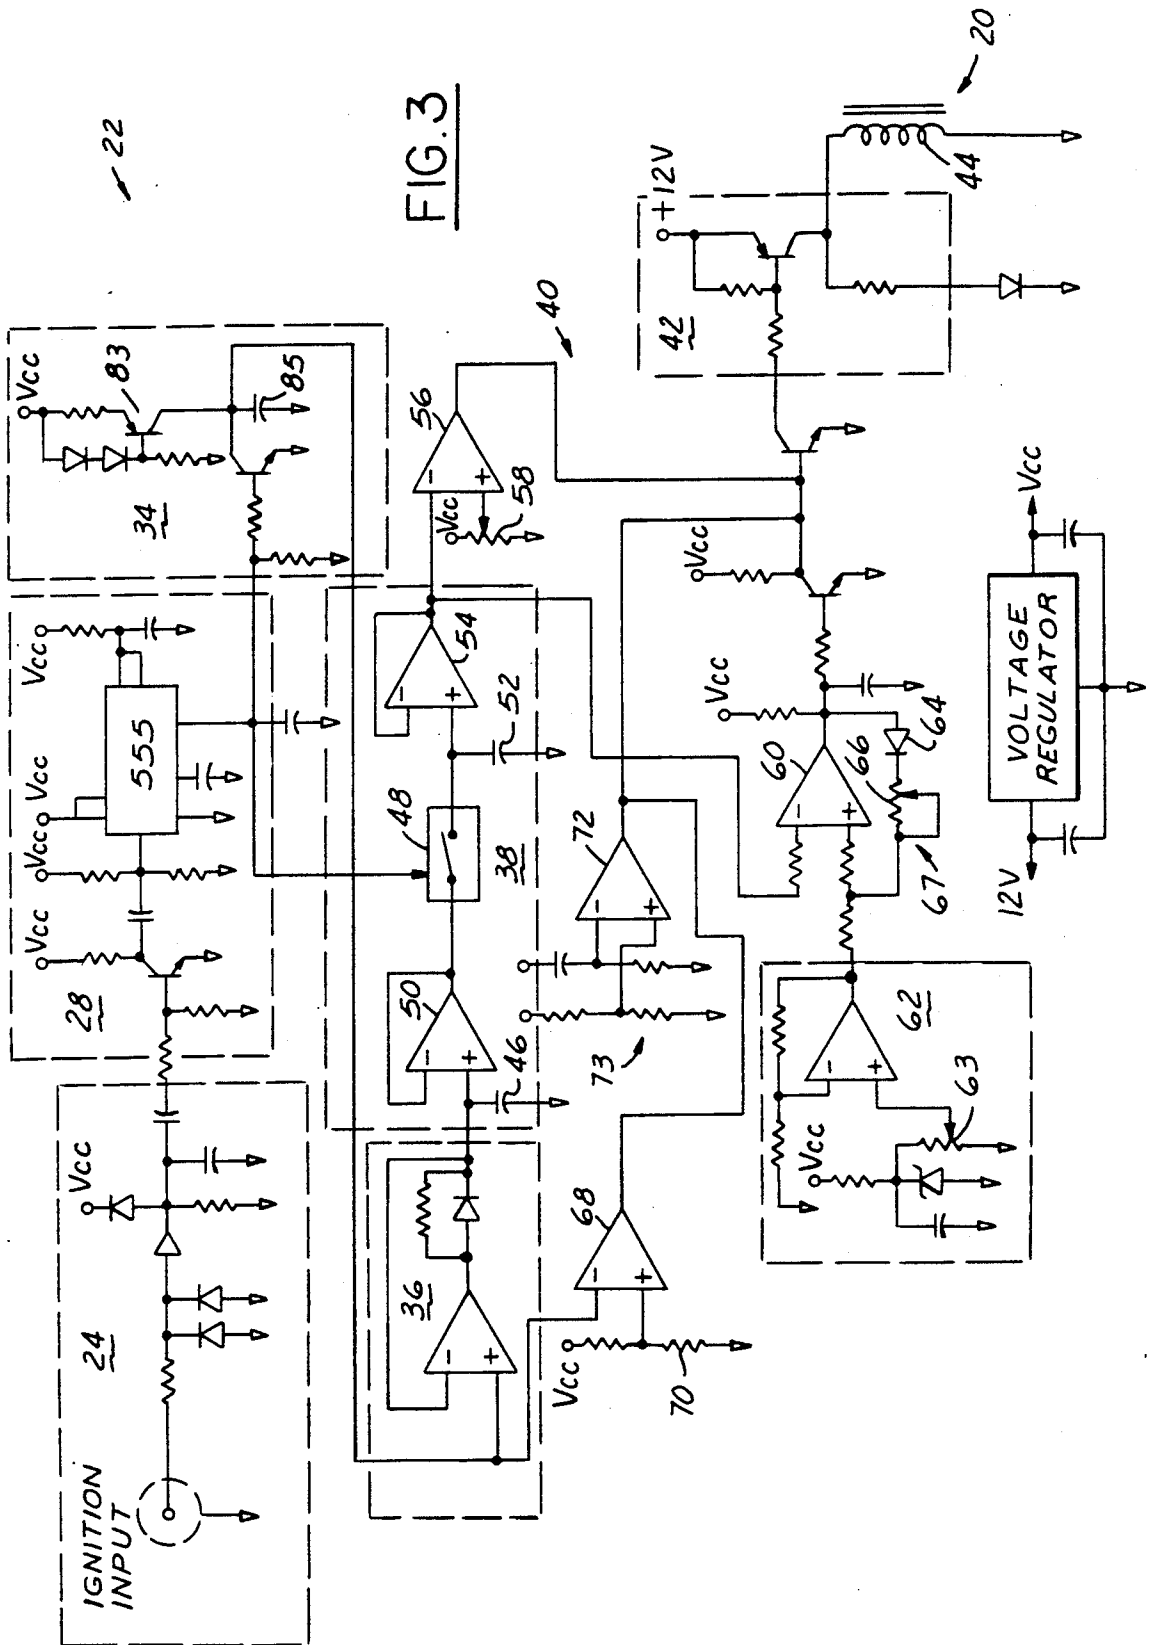 FIG. 3
22
IGNITION
INPUT
24
Vcc
28
Vcc
Vcc
Vcc
Vcc
555
34
Vcc
83
85
36
46
50
38
48
52
54
56
Vcc
58
40
Vcc
70
68
73
72
62
Vcc
63
60
Vcc
64
66
67
Vcc
42
+12V
44
20
12V
VOLTAGE
REGULATOR
Vcc
-
+
-
+
-
+
-
+
-
+
-
+
-
+
-
+